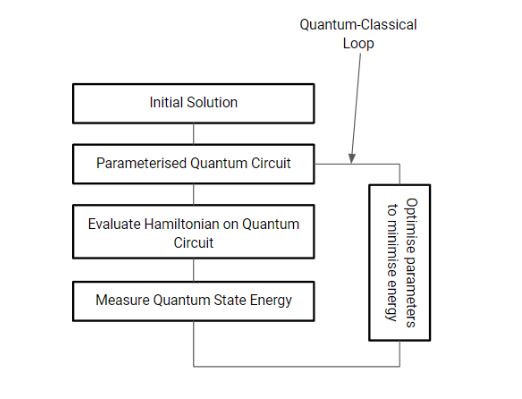 Quantum-Classical
Loop
Initial Solution
Parameterised Quantum Circuit
Evaluate Hamiltonian on Quantum
Circuit
Measure Quantum State Energy
Optimise parameters
to minimise energy